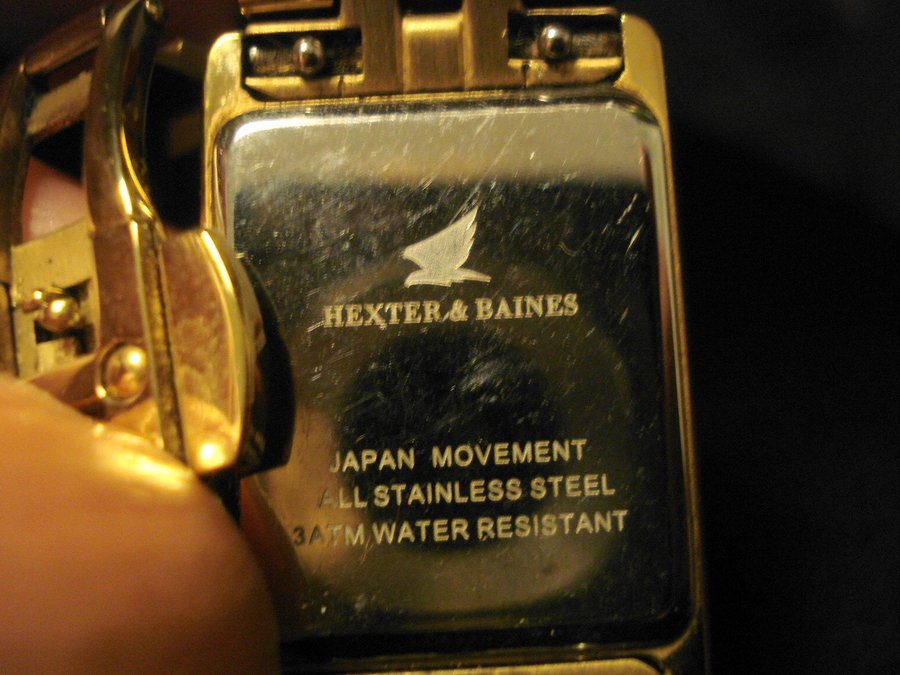 HEXTER & BAINES
JAPAN MOVEMENT
ALL STAINLESS STEEL
3ATM WATER RESISTANT